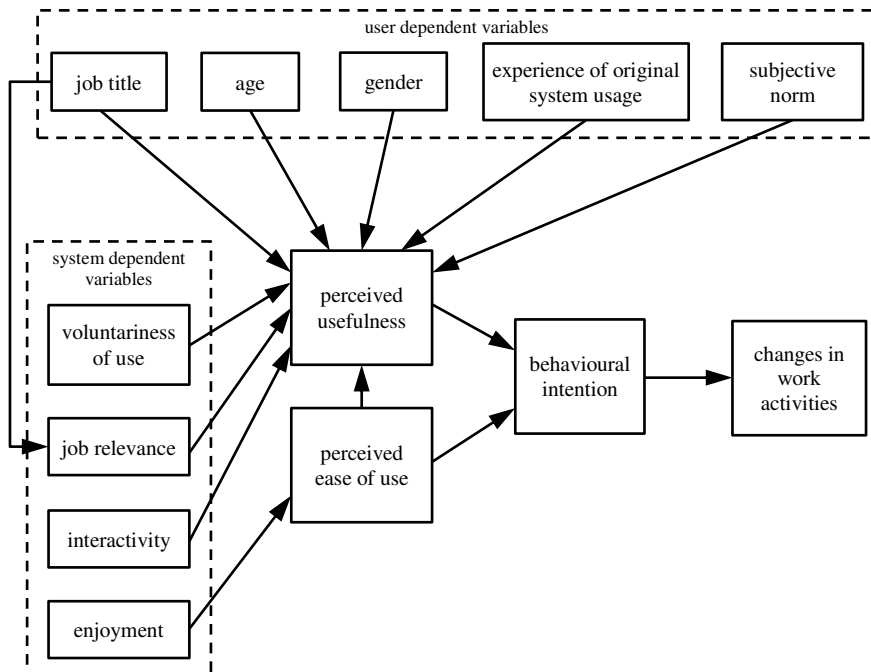 user dependent variables
job title
age
gender
experience of original
system usage
subjective
norm
system dependent
variables
voluntariness
of use
job relevance
interactivity
enjoyment
perceived
usefulness
perceived
ease of use
behavioural
intention
changes in
work
activities